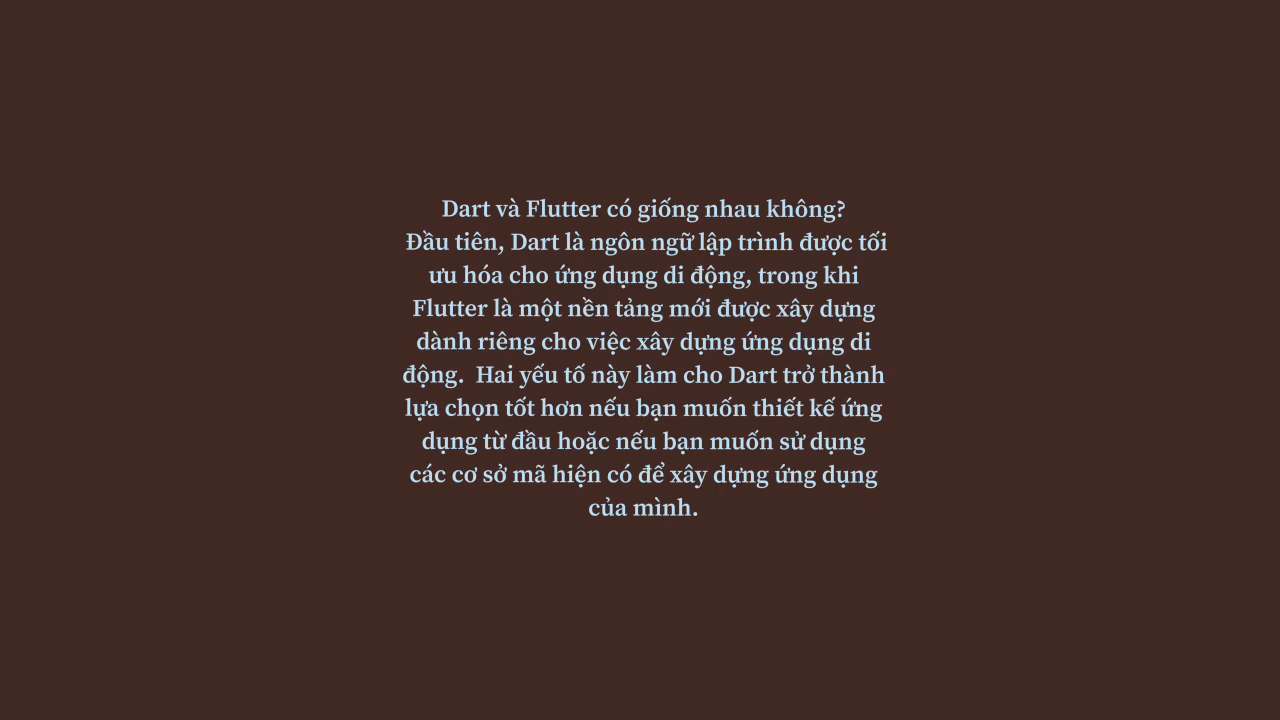 Dart và Flutter có giống nhau không?
Đầu tiên, Dart là ngôn ngữ lập trình được tối
ưu hóa cho ứng dụng di động, trong khi
Flutter là một nền tảng mới được xây dựng
dành riêng cho việc xây dựng ứng dụng di
động.  Hai yếu tố này làm cho Dart trở thành
lựa chọn tốt hơn nếu bạn muốn thiết kế ứng
dụng từ đầu hoặc nếu bạn muốn sử dụng
các cơ sở mã hiện có để xây dựng ứng dụng
của mình.